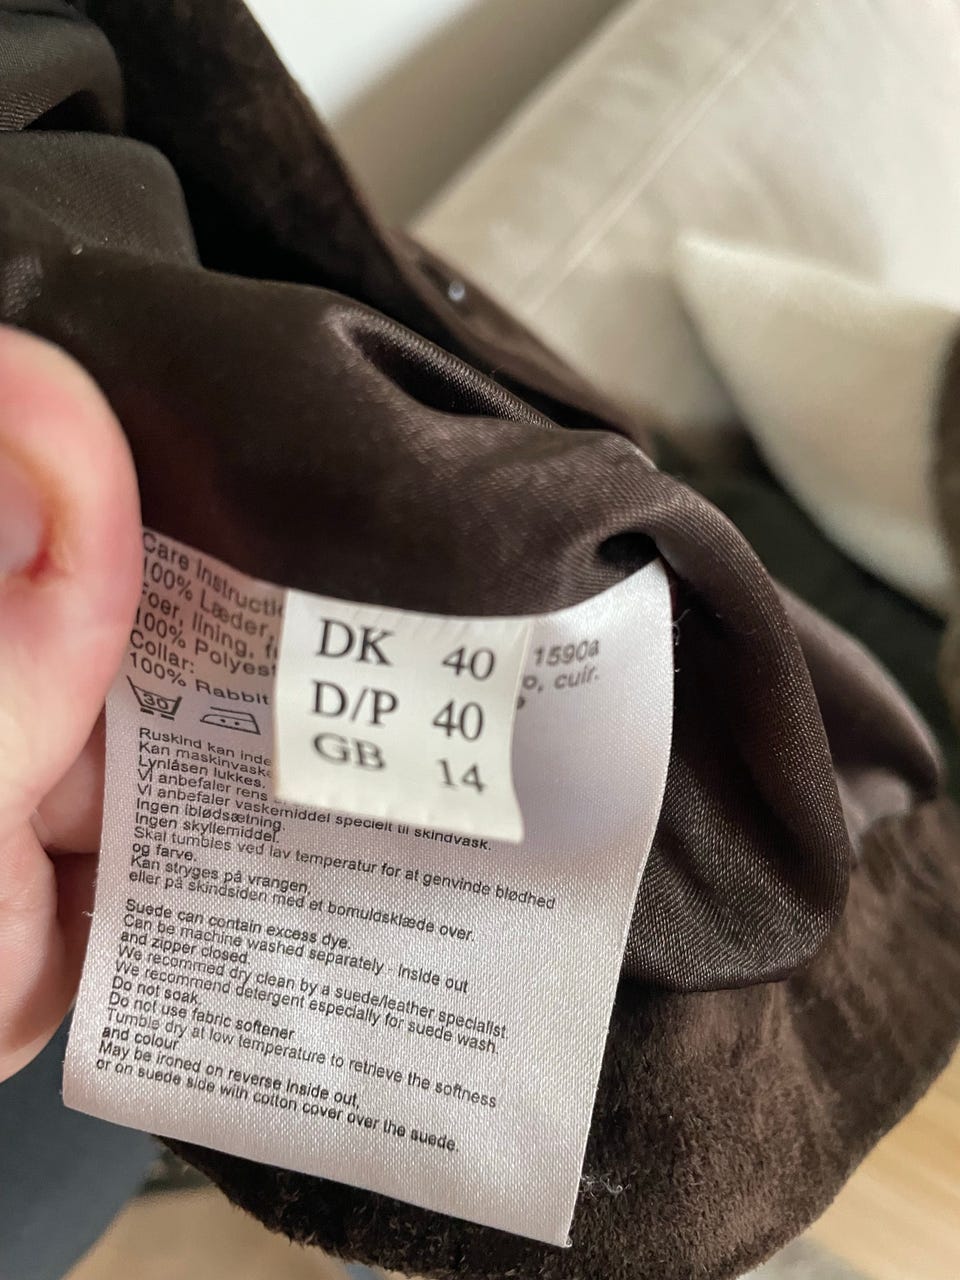 Care Instructi
100% Læder,
Foer, lining, f
100% Polyest
Collar:
100% Rabbit
1590a
p, cuir.
DK 40
D/P 40
GB 14
30
Ruskind kan inde
Kan maskinvaske
Lynlåsen lukkes.
Vi anbefaler rens
Vi anbefaler vaskemiddel specielt til skindvask.
Ingen iblødsætning.
Ingen skyllemiddel.
Skal tumbles ved lav temperatur for at genvinde blødhed
og farve.
Kan stryges på vrangen,
eller på skindsiden med et bomuldsklæde over.
Suede can contain excess dye.
Can be machine washed separately - Inside out
and zipper closed.
We recommed dry clean by a suede/leather specialist.
We recommend detergent especially for suede wash.
Do not soak.
Do not use fabric softener
Tumble dry at low temperature to retrieve the softness
and colour
May be ironed on reverse inside out,
or on suede side with cotton cover over the suede.